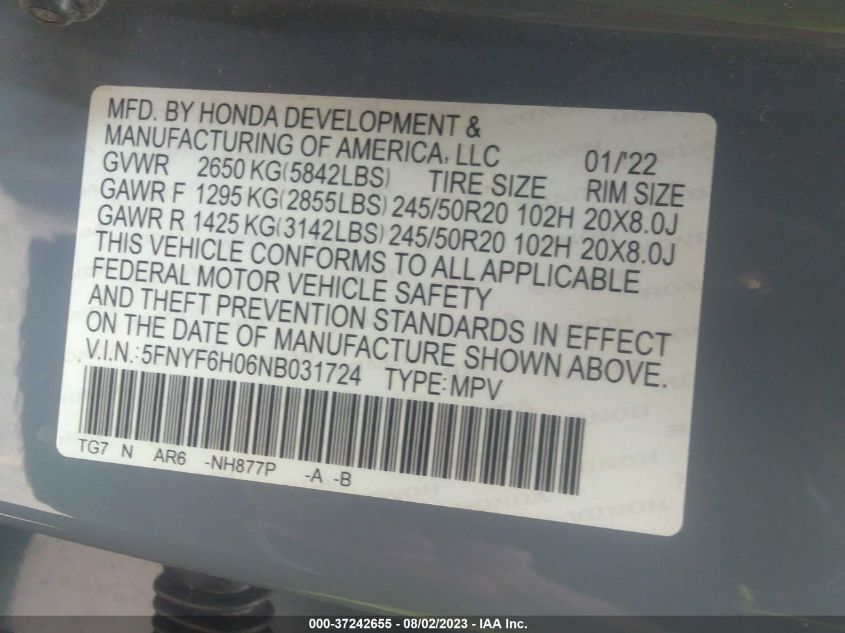 MFD. BY HONDA DEVELOPMENT &
MANUFACTURING OF AMERICA, LLC 01/'22
GVWR 2650 KG(5842LBS) TIRE SIZE RIM SIZE
GAWR F 1295 KG(2855LBS) 245/50R20 102H 20X8.0J
GAWR R 1425 KG(3142LBS) 245/50R20 102H 20X8.0J
THIS VEHICLE CONFORMS TO ALL APPLICABLE
FEDERAL MOTOR VEHICLE SAFETY
AND THEFT PREVENTION STANDARDS IN EFFECT
ON THE DATE OF MANUFACTURE SHOWN ABOVE.
V.I.N.: 5FNYF6H06NB031724 TYPE: MPV
TG7 N AR6 -NH877P -A -B
000-37242655 - 08/02/2023 - IAA Inc.